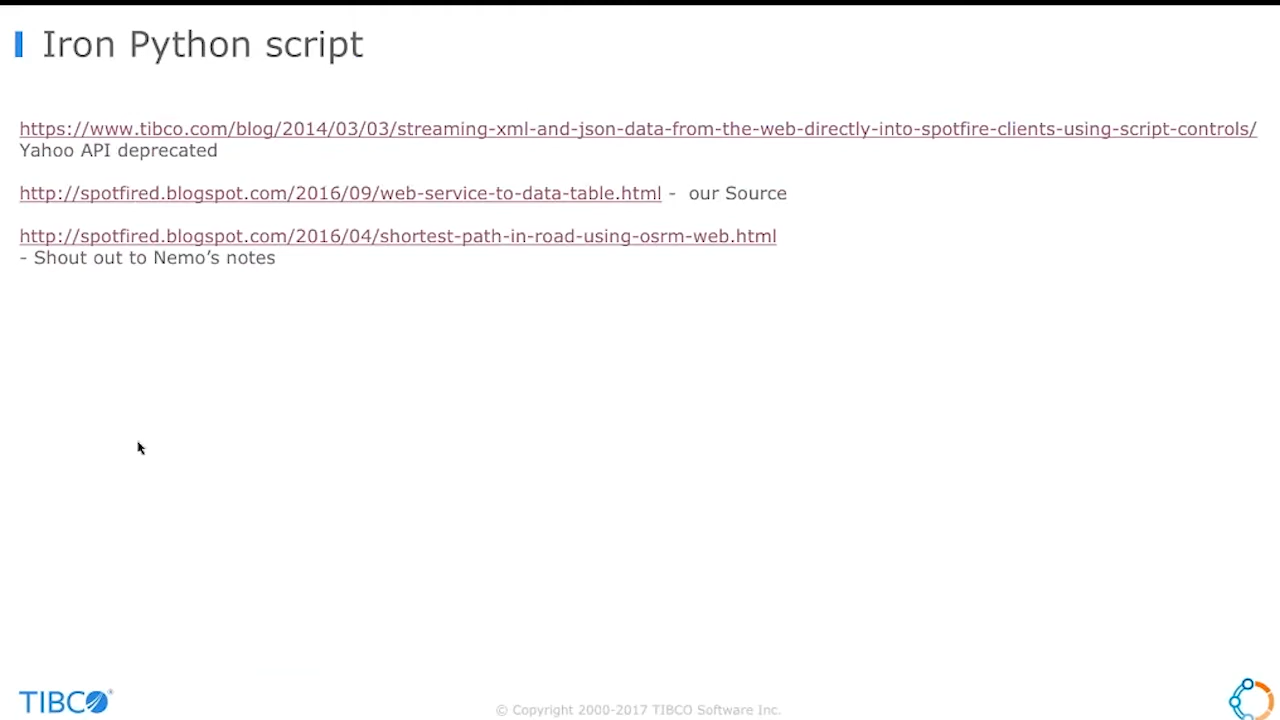 Iron Python script
https://www.tibco.com/blog/2014/03/03/streaming-xml-and-json-data-from-the-web-directly-into-spotfire-clients-using-script-controls/
Yahoo API deprecated
http://spotfired.blogspot.com/2016/09/web-service-to-data-table.html - our Source
http://spotfired.blogspot.com/2016/04/shortest-path-in-road-using-osrm-web.html
- Shout out to Nemo’s notes
TIBCO®
© Copyright 2000-2017 TIBCO Software Inc.